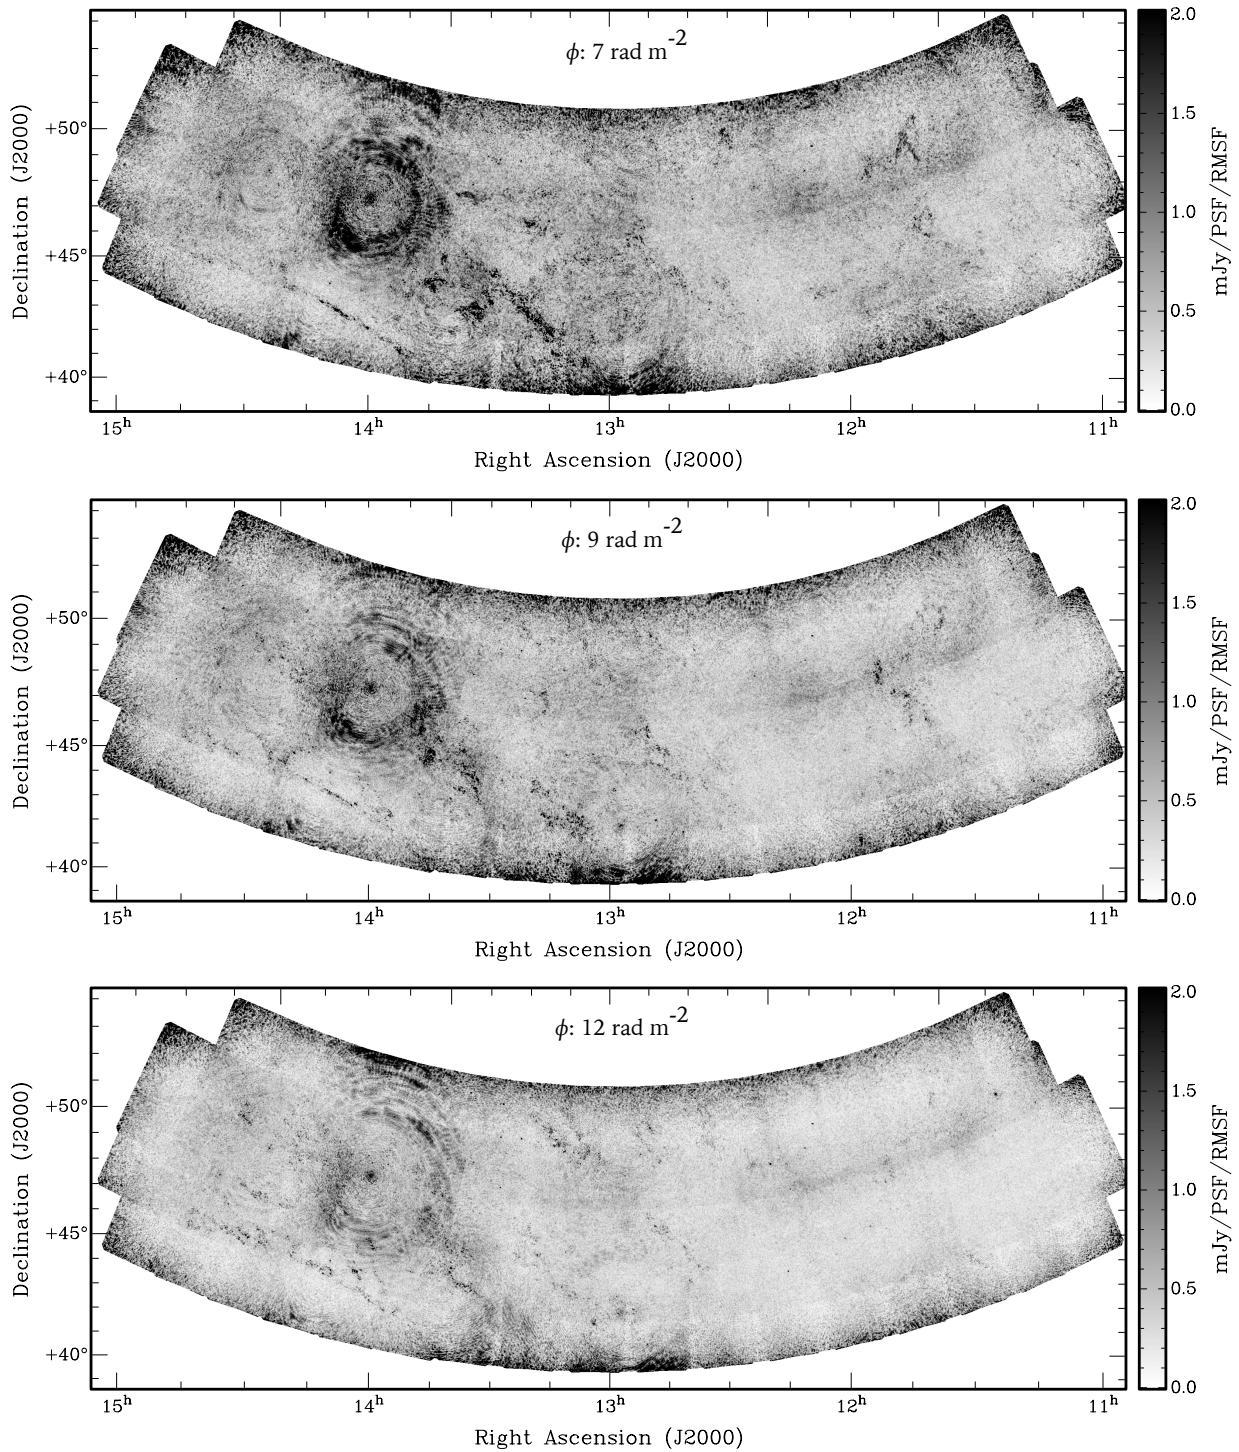 ϕ: 7 rad m⁻²
Declination (J2000)
+50°
+45°
+40°
15ʰ 14ʰ 13ʰ 12ʰ 11ʰ
Right Ascension (J2000)
2.0
1.5
1.0
0.5
0.0
mJy/PSF/RMSF
ϕ: 9 rad m⁻²
Declination (J2000)
+50°
+45°
+40°
15ʰ 14ʰ 13ʰ 12ʰ 11ʰ
Right Ascension (J2000)
2.0
1.5
1.0
0.5
0.0
mJy/PSF/RMSF
ϕ: 12 rad m⁻²
Declination (J2000)
+50°
+45°
+40°
15ʰ 14ʰ 13ʰ 12ʰ 11ʰ
Right Ascension (J2000)
2.0
1.5
1.0
0.5
0.0
mJy/PSF/RMSF